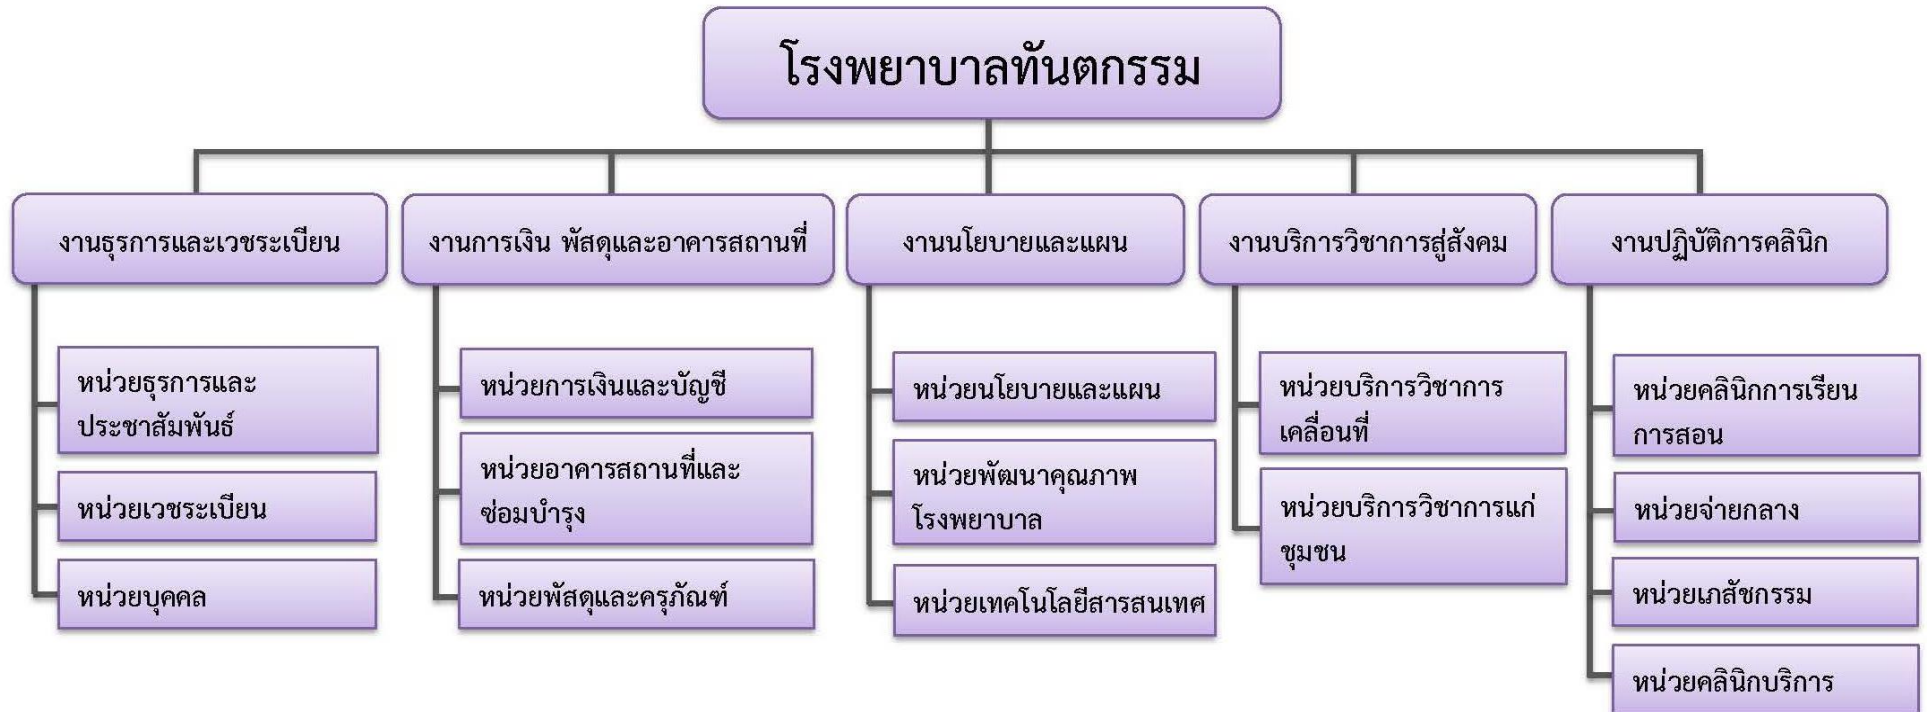 โรงพยาบาลทันตกรรม
งานธุรการและเวชระเบียน
หน่วยธุรการและ
ประชาสัมพันธ์
หน่วยเวชระเบียน
หน่วยบุคคล
งานการเงิน พัสดุและอาคารสถานที่
หน่วยการเงินและบัญชี
หน่วยอาคารสถานที่และ
ซ่อมบำรุง
หน่วยพัสดุและครุภัณฑ์
งานนโยบายและแผน
หน่วยนโยบายและแผน
หน่วยพัฒนาคุณภาพ
โรงพยาบาล
หน่วยเทคโนโลยีสารสนเทศ
งานบริการวิชาการสู่สังคม
หน่วยบริการวิชาการ
เคลื่อนที่
หน่วยบริการวิชาการแก่
ชุมชน
งานปฏิบัติการคลินิก
หน่วยคลินิกการเรียน
การสอน
หน่วยจ่ายกลาง
หน่วยเภสัชกรรม
หน่วยคลินิกบริการ